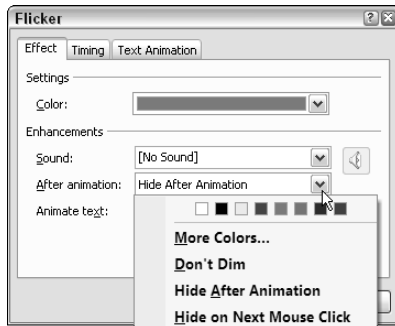 Flicker
Effect Timing Text Animation
Settings
Color:
Enhancements
Sound: [No Sound]
After animation: Hide After Animation
Animate text:
More Colors...
Don't Dim
Hide After Animation
Hide on Next Mouse Click